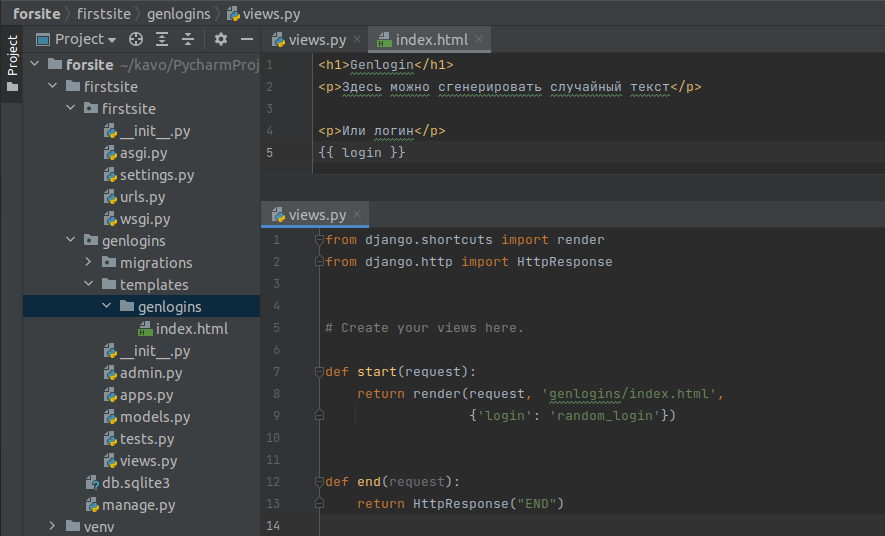 forsite 〉 firstsite 〉 genlogins 〉 views.py
Project
Project
forsite ~/kavo/PycharmProj
firstsite
firstsite
__init__.py
asgi.py
settings.py
urls.py
wsgi.py
genlogins
migrations
templates
genlogins
index.html
__init__.py
admin.py
apps.py
models.py
tests.py
views.py
db.sqlite3
manage.py
venv
views.py × index.html ×
1 <h1>Genlogin</h1>
2 <p>Здесь можно сгенерировать случайный текст</p>
3
4 <p>Или логин</p>
5 {{ login }}
views.py ×
1 from django.shortcuts import render
2 from django.http import HttpResponse
3
4
5 # Create your views here.
6
7 def start(request):
8     return render(request, 'genlogins/index.html',
9                   {'login': 'random_login'})
10
11
12 def end(request):
13     return HttpResponse("END")
14